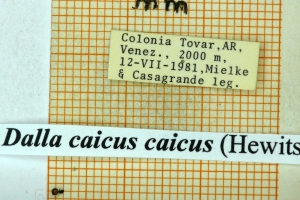 mm
Colonia Tovar,AR,
Venez., 2000 m,
12-VII-1981,Mielke
& Casagrande leg.
Dalla caicus caicus (Hewits